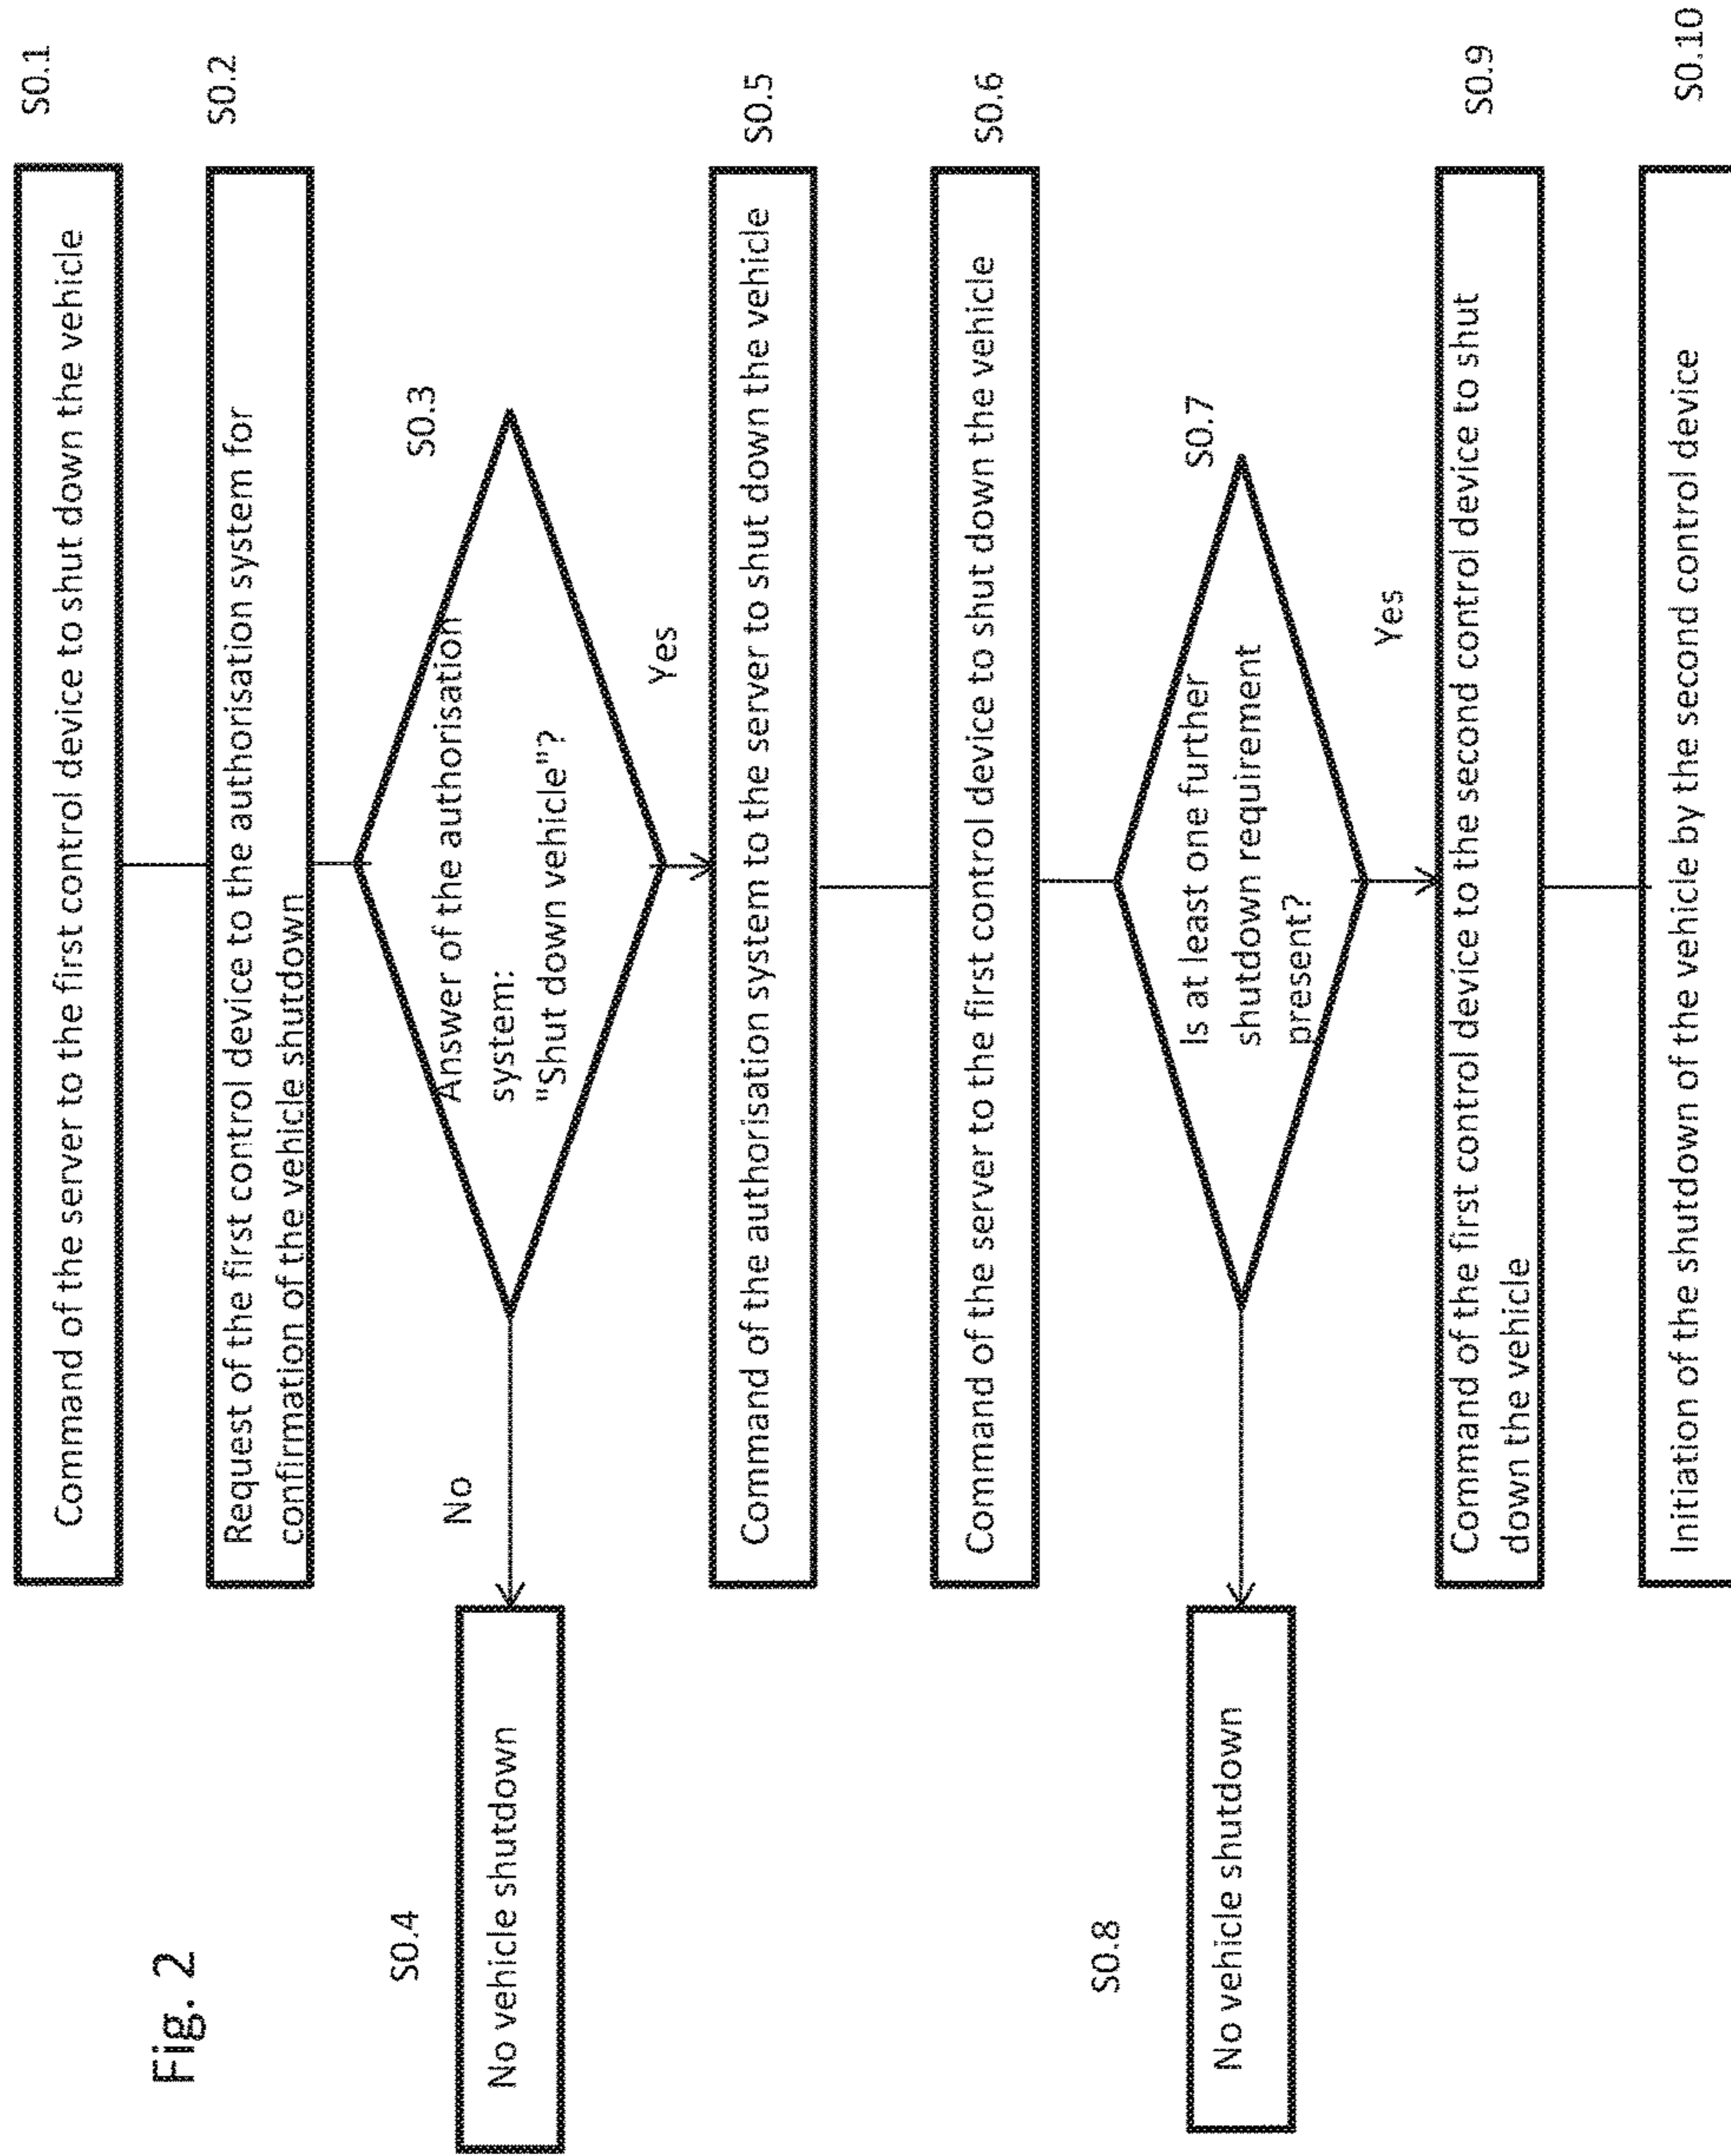 Fig. 2
Command of the server to the first control device to shut down the vehicle
S0.1
Request of the first control device to the authorisation system for
confirmation of the vehicle shutdown
S0.2
Answer of the authorisation
system:
"Shut down vehicle"?
S0.3
No
Yes
S0.4
No vehicle shutdown
Command of the authorisation system to the server to shut down the vehicle
S0.5
Command of the server to the first control device to shut down the vehicle
S0.6
Is at least one further
shutdown requirement
present?
S0.7
Yes
S0.8
No vehicle shutdown
Command of the first control device to the second control device to shut
down the vehicle
S0.9
Initiation of the shutdown of the vehicle by the second control device
S0.10